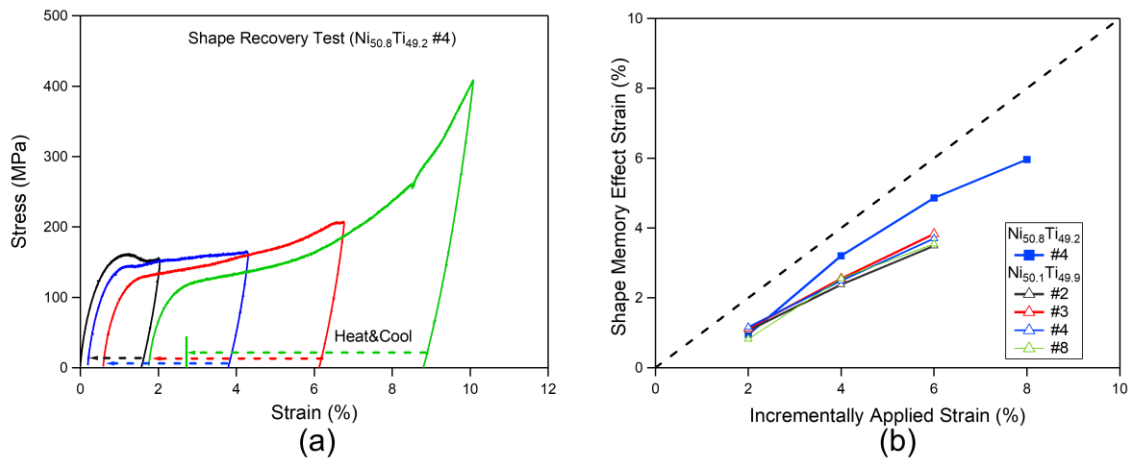 500
400
300
200
100
0
Stress (MPa)
Shape Recovery Test (Ni50.8Ti49.2 #4)
Heat&Cool
0 2 4 6 8 10 12
Strain (%)
(a)
10
8
6
4
2
0
Shape Memory Effect Strain (%)
Ni50.8Ti49.2
#4
Ni50.1Ti49.9
#2
#3
#4
#8
0 2 4 6 8 10
Incrementally Applied Strain (%)
(b)